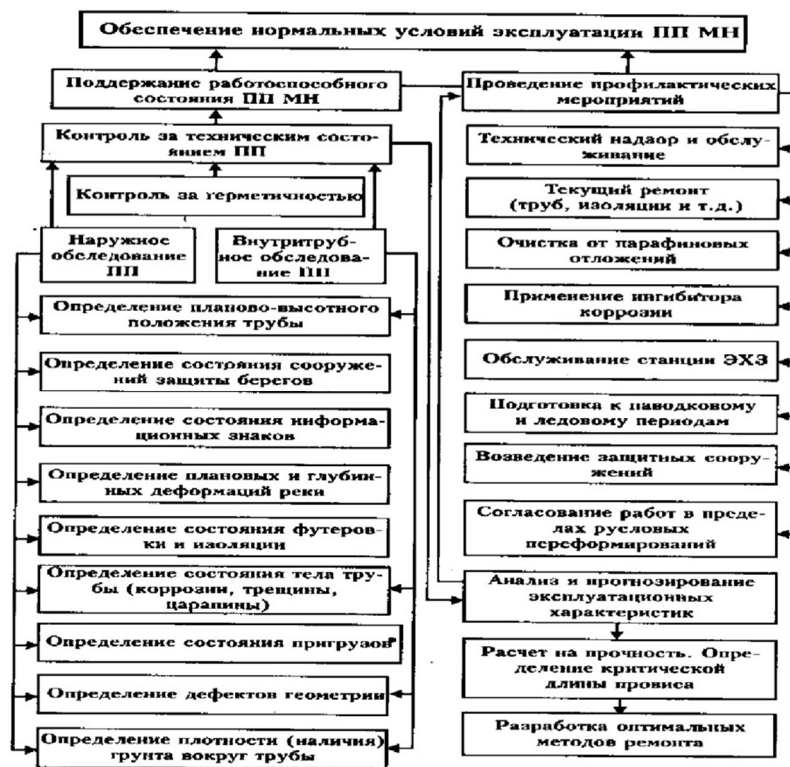 Обеспечение нормальных условий эксплуатации ПП МН
Поддержание работоспособного
состояния ПП МН
Контроль за техническим состо-
янием ПП
Контроль за герметичностью
Наружное
обследование ПП
Внутритруб-
ное обследова-
ние ПП
Определение планово-высотного
положения трубы
Определение состояния сооруже-
ний защиты берегов
Определение состояния информа-
ционных знаков
Определение плановых и глубин-
ных деформаций реки
Определение состояния футеров-
ки и изоляции
Определение состояния тела тру-
бы (коррозии, трещины,
царапины)
Определение состояния пригрузов
Определение дефектов геометрии
Определение плотности (наличия)
грунта вокруг трубы
Проведение профилактических
мероприятий
Технический надзор и обслу-
живание
Текущий ремонт
(труб, изоляции и т.д.)
Очистка от парафиновых
отложений
Применение ингибитора
коррозии
Обслуживание станции ЭХЗ
Подготовка к паводковому
и ледовому периодам
Возведение защитных соору-
жений
Согласование работ в преде-
лах русловых
переформирований
Анализ и прогнозирование
эксплуатационных
характеристик
Расчет на прочность. Опре-
деление критической
длины провиса
Разработка оптимальных
методов ремонта